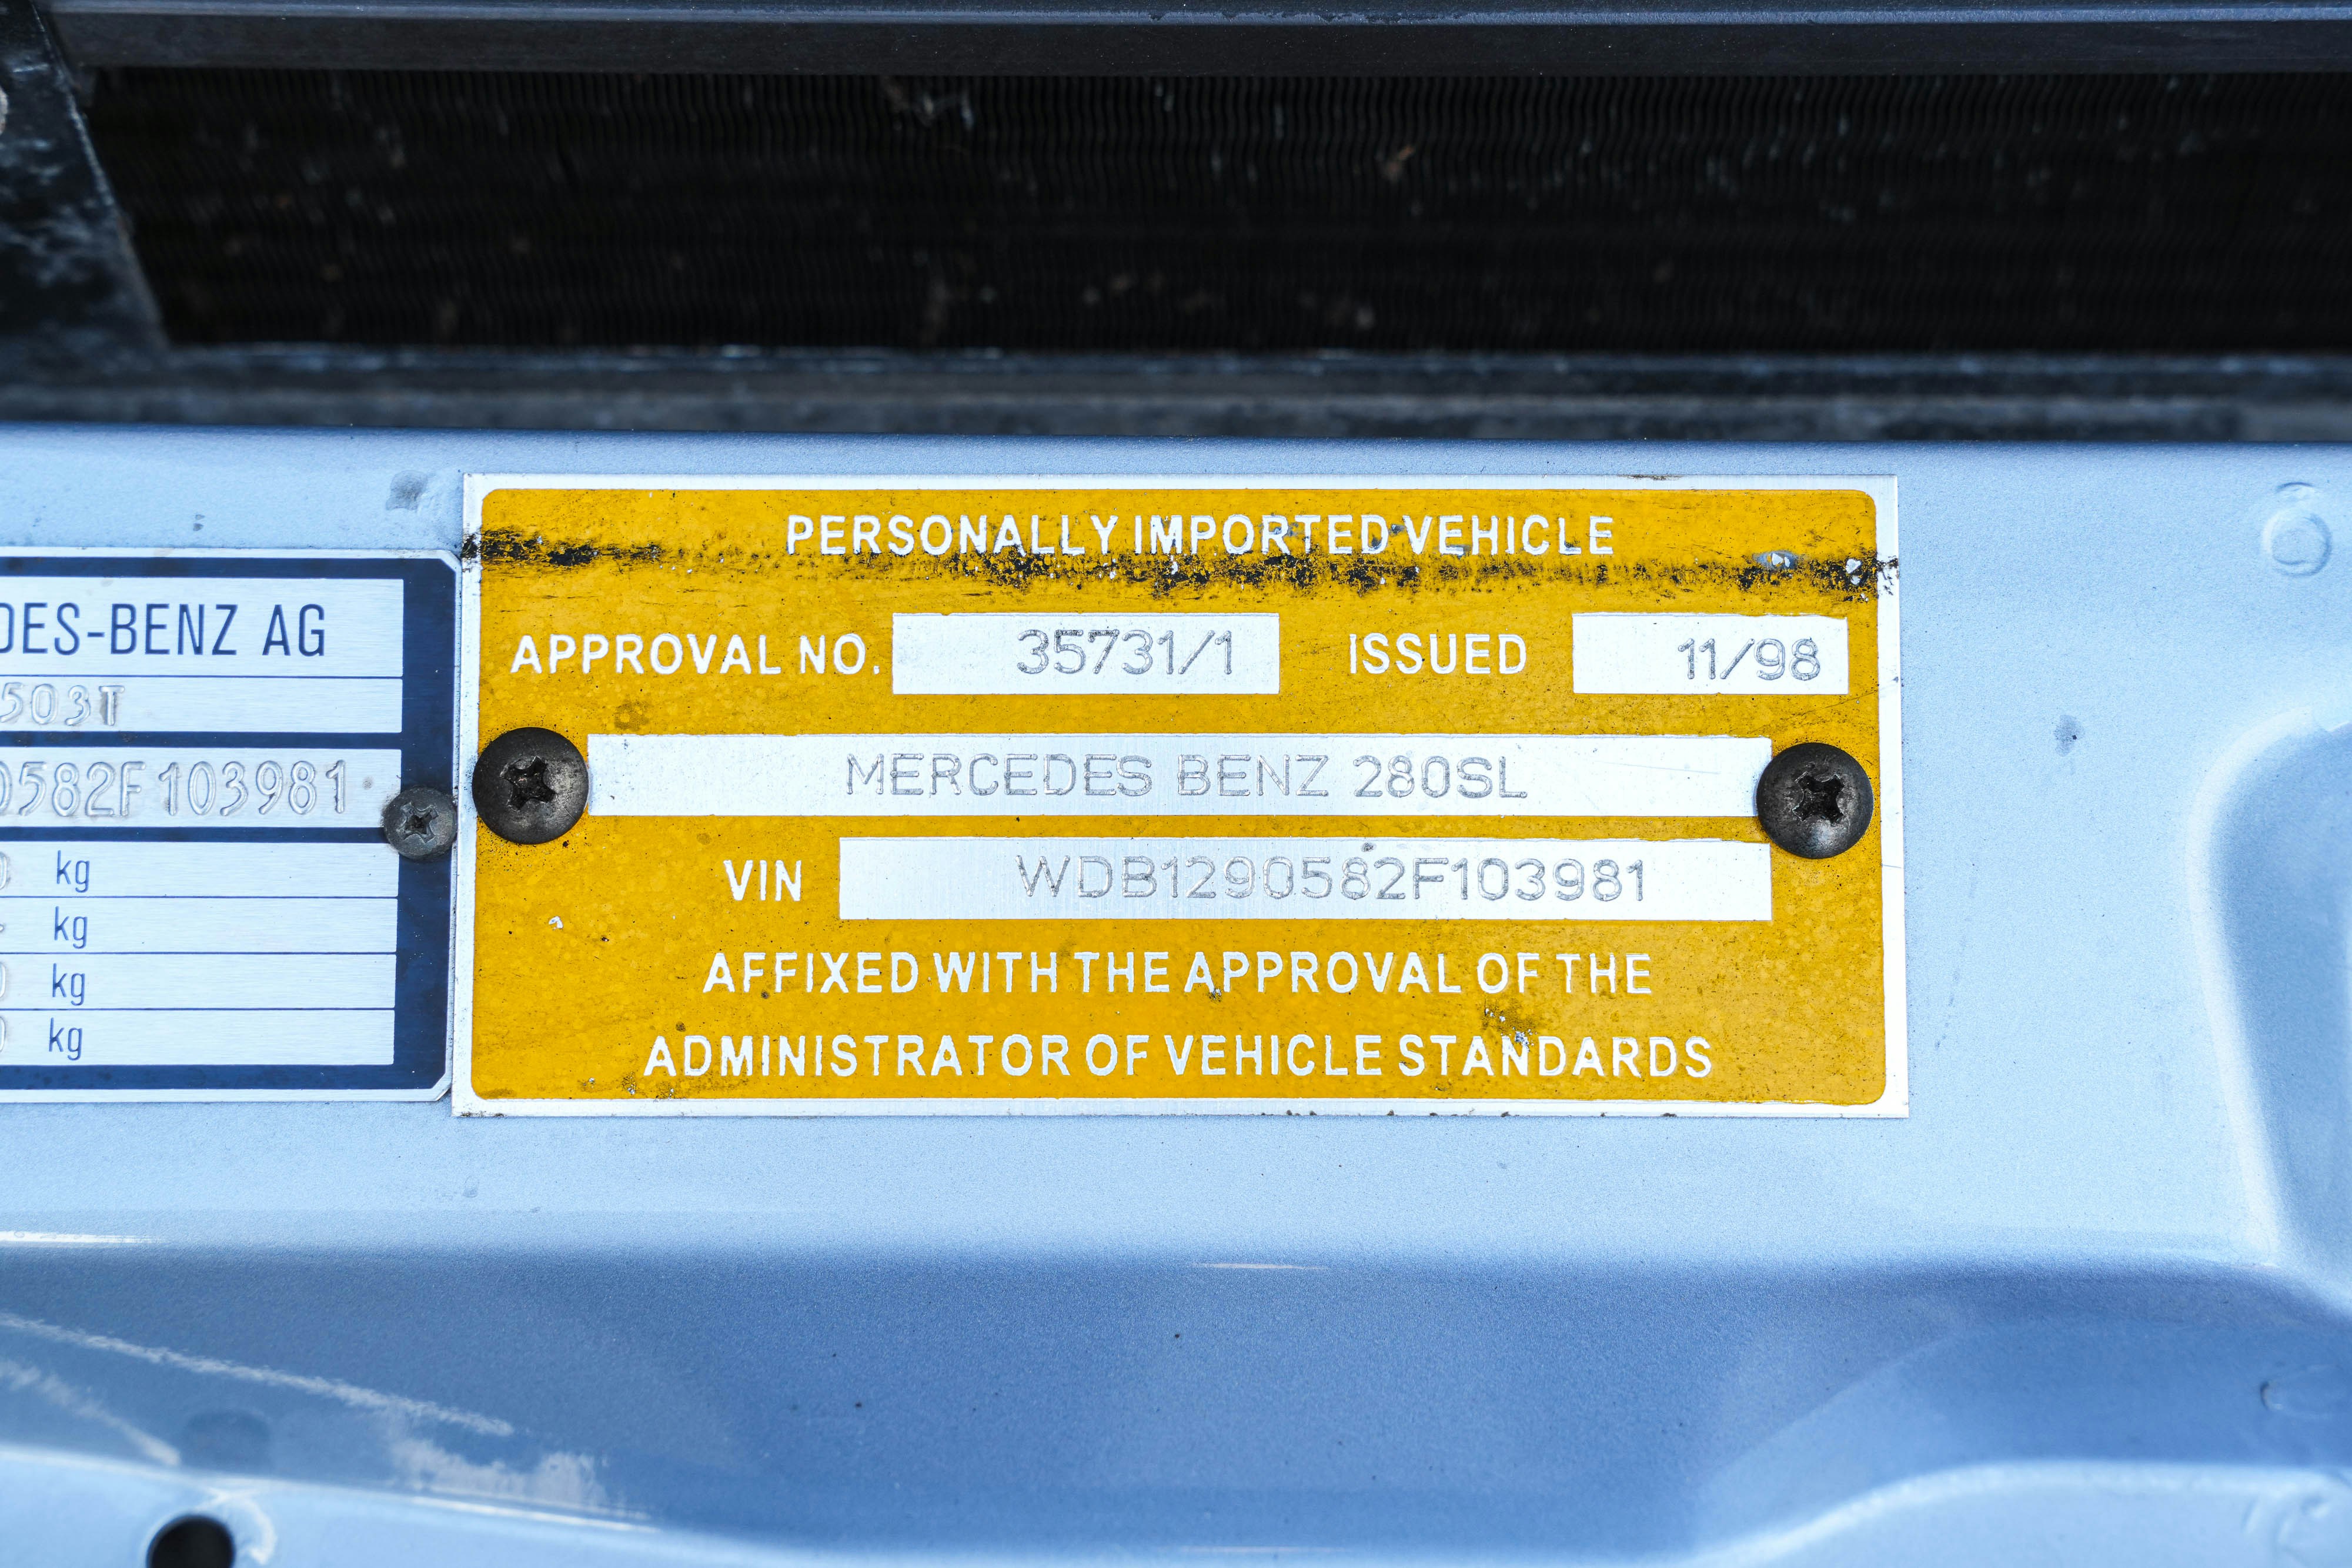 DES-BENZ AG
503T
0582F103981
kg
kg
kg
kg
PERSONALLY IMPORTED VEHICLE
APPROVAL NO. 35731/1 ISSUED 11/98
MERCEDES BENZ 280SL
VIN WDB1290582F103981
AFFIXED WITH THE APPROVAL OF THE
ADMINISTRATOR OF VEHICLE STANDARDS